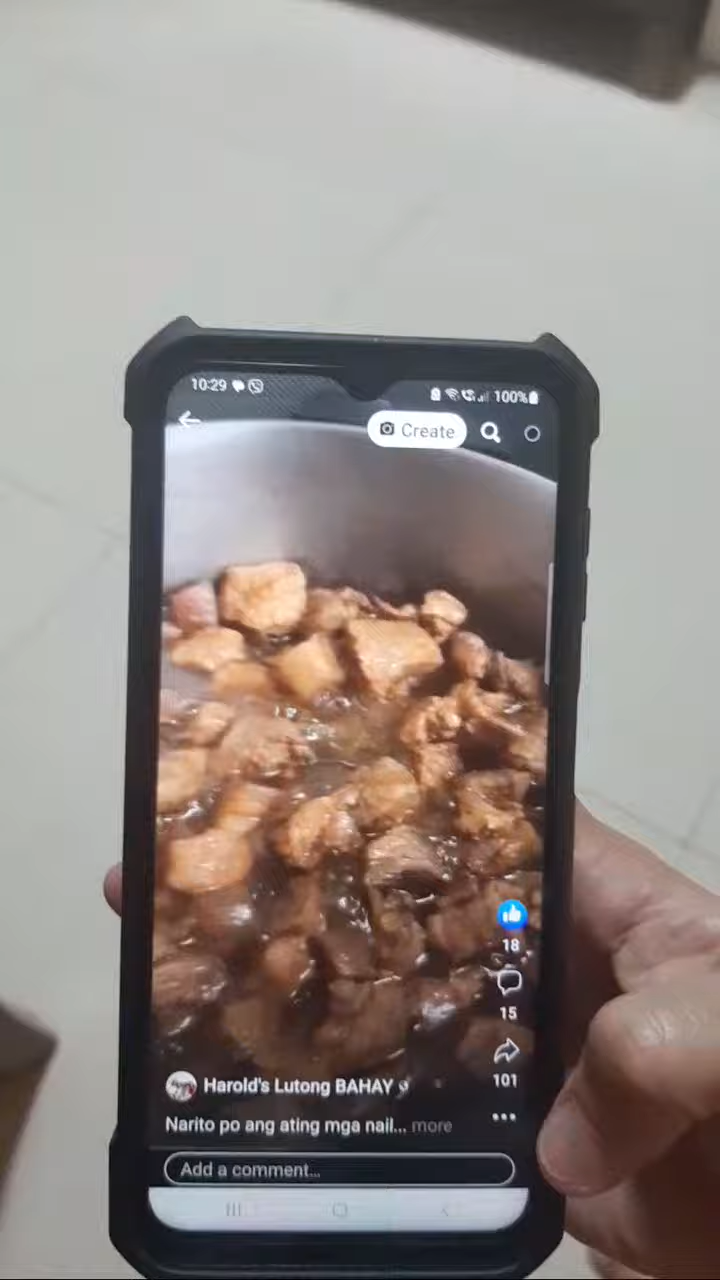 10:29
100%
Create
18
15
101
Harold's Lutong BAHAY
Narito po ang ating mga nail... more
Add a comment...